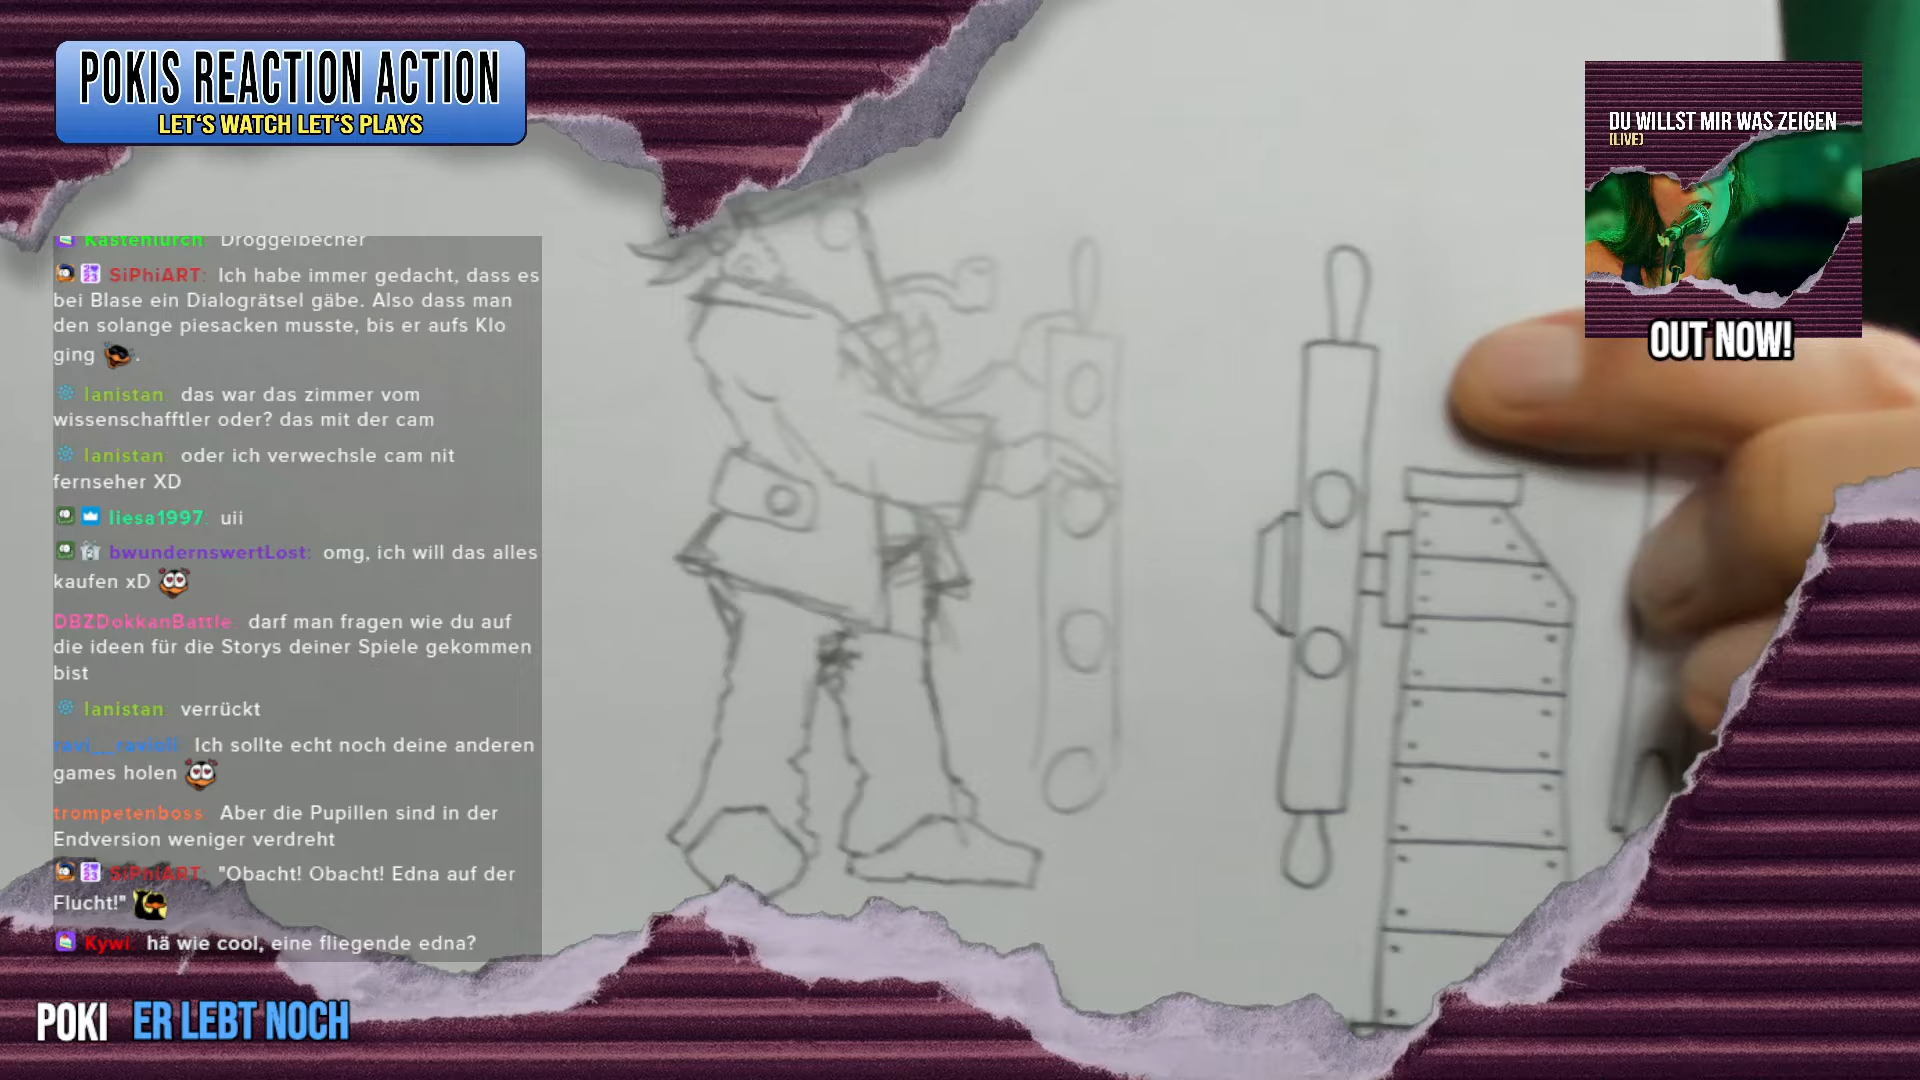 POKIS REACTION ACTION
LET'S WATCH LET'S PLAYS
DU WILLST MIR WAS ZEIGEN
(LIVE)
OUT NOW!
Kastenlurch: Droggelbecher
SiPhiART: Ich habe immer gedacht, dass es
bei Blase ein Dialogrätsel gäbe. Also dass man
den solange piesacken musste, bis er aufs Klo
ging .
lanistan: das war das zimmer vom
wissenschafftler oder? das mit der cam
lanistan: oder ich verwechsle cam nit
fernseher XD
liesa1997: uii
bwundernswertLost: omg, ich will das alles
kaufen xD
DBZDokkanBattle: darf man fragen wie du auf
die ideen für die Storys deiner Spiele gekommen
bist
lanistan: verrückt
ravi__ravioli: Ich sollte echt noch deine anderen
games holen
trompetenboss: Aber die Pupillen sind in der
Endversion weniger verdreht
SiPhiART: "Obacht! Obacht! Edna auf der
Flucht!"
Kywi: hä wie cool, eine fliegende edna?
POKI ER LEBT NOCH